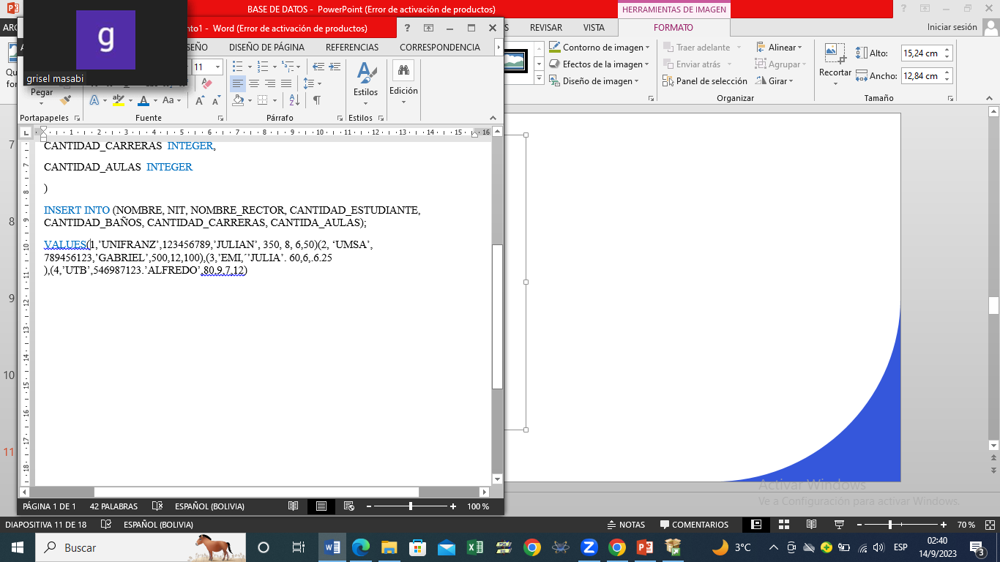 BASE DE DATOS - PowerPoint (Error de activación de productos)
HERRAMIENTAS DE IMAGEN
nto1 - Word (Error de activación de productos)
REVISAR VISTA FORMATO Iniciar sesión
g
grisel masabi
DISEÑO DE PÁGINA REFERENCIAS CORRESPONDENCIA
Contorno de imagen
Efectos de la imagen
Diseño de imagen
Traer adelante
Enviar atrás
Panel de selección
Alinear
Agrupar
Girar
Organizar
Recortar
Alto: 15,24 cm
Ancho: 12,84 cm
Tamaño
11
Pegar
Estilos
Edición
Portapapeles Fuente Párrafo Estilos
CANTIDAD_CARRERAS INTEGER,
CANTIDAD_AULAS INTEGER
)
INSERT INTO (NOMBRE, NIT, NOMBRE_RECTOR, CANTIDAD_ESTUDIANTE,
CANTIDAD_BAÑOS, CANTIDAD_CARRERAS, CANTIDA_AULAS);
VALUES(1,’UNIFRANZ’,123456789,’JULIAN’, 350, 8, 6,50)(2, ‘UMSA’,
789456123,’GABRIEL’,500,12,100),(3,’EMI,´’JULIA’. 60,6,.6.25
),(4,’UTB’,546987123.’ALFREDO’,80,9,7,12)
7
8
9
10
11
PÁGINA 1 DE 1 42 PALABRAS ESPAÑOL (BOLIVIA) 100 %
Activar Windows
Ve a Configuración para activar Windows.
DIAPOSITIVA 11 DE 18 ESPAÑOL (BOLIVIA) NOTAS COMENTARIOS 70 %
Buscar
3°C
ESP
02:40
14/9/2023
3